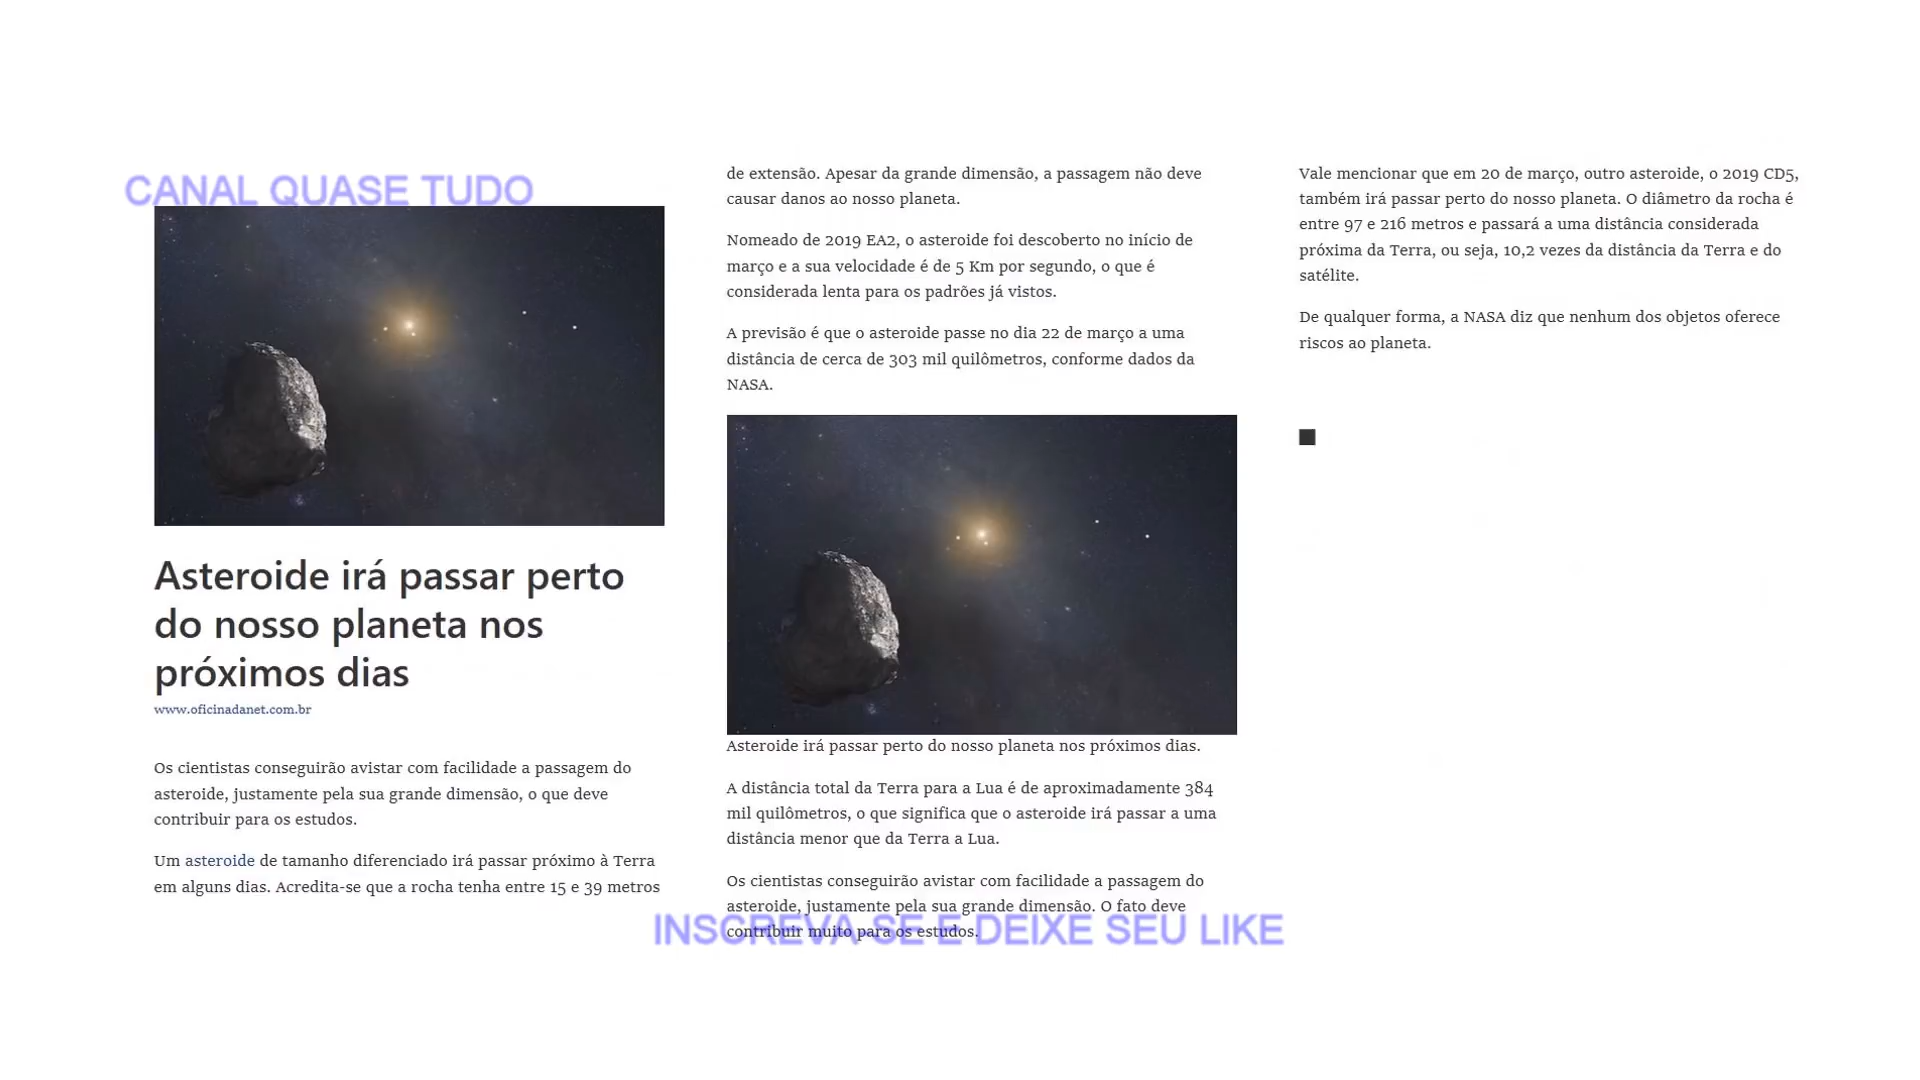 CANAL QUASE TUDO
Asteroide irá passar perto
do nosso planeta nos
próximos dias
www.oficinadanet.com.br
Os cientistas conseguirão avistar com facilidade a passagem do
asteroide, justamente pela sua grande dimensão, o que deve
contribuir para os estudos.
Um asteroide de tamanho diferenciado irá passar próximo à Terra
em alguns dias. Acredita-se que a rocha tenha entre 15 e 39 metros
de extensão. Apesar da grande dimensão, a passagem não deve
causar danos ao nosso planeta.
Nomeado de 2019 EA2, o asteroide foi descoberto no início de
março e a sua velocidade é de 5 Km por segundo, o que é
considerada lenta para os padrões já vistos.
A previsão é que o asteroide passe no dia 22 de março a uma
distância de cerca de 303 mil quilômetros, conforme dados da
NASA.
Asteroide irá passar perto do nosso planeta nos próximos dias.
A distância total da Terra para a Lua é de aproximadamente 384
mil quilômetros, o que significa que o asteroide irá passar a uma
distância menor que da Terra a Lua.
Os cientistas conseguirão avistar com facilidade a passagem do
asteroide, justamente pela sua grande dimensão. O fato deve
contribuir muito para os estudos.
INSCREVA-SE E DEIXE SEU LIKE
Vale mencionar que em 20 de março, outro asteroide, o 2019 CD5,
também irá passar perto do nosso planeta. O diâmetro da rocha é
entre 97 e 216 metros e passará a uma distância considerada
próxima da Terra, ou seja, 10,2 vezes da distância da Terra e do
satélite.
De qualquer forma, a NASA diz que nenhum dos objetos oferece
riscos ao planeta.